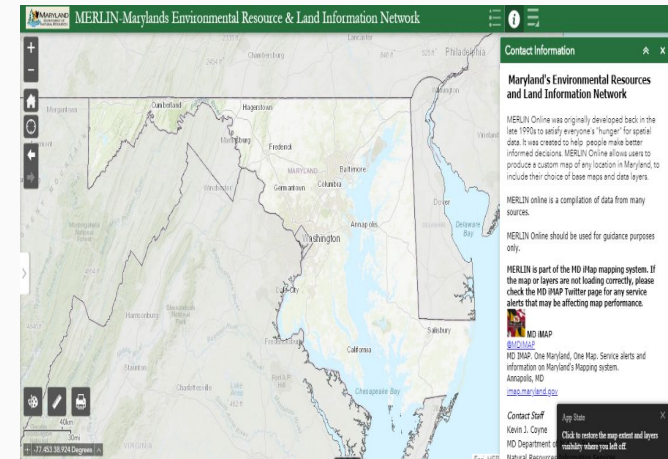 MARYLAND
MERLIN-Marylands Environmental Resource & Land Information Network
Contact Information
Maryland's Environmental Resources
and Land Information Network
MERLIN Online was originally developed back in the
late 1990s to satisfy everyone's "hunger" for spatial
data. It was created to help people make better
informed decisions. MERLIN Online allows users to
produce a custom map of any location in Maryland, to
include their choice of base maps and data layers.
MERLIN online is a compilation of data from many
sources.
MERLIN Online should be used for guidance purposes
only.
MERLIN is part of the MD iMap mapping system. If
the map or layers are not loading correctly, please
check the MD iMAP Twitter page for any service
alerts that may be affecting map performance.
MD iMAP
@MDIMAP
MD IMAP. One Maryland, One Map. Service alerts and
information on Maryland's Mapping system.
Annapolis, MD
imap.maryland.gov
Contact Staff
Kevin J. Coyne
MD Department of
Natural Resources
App State
Click to restore the map extent and layers
visibility where you left off.
Lancaster
Chambersburg
Philadelphia
Wilmington
Morgantown
Cumberland
Hagerstown
Vineland
Frederick
MARYLAND
Baltimore
Winchester
Germantown
Columbia
Dover
Annapolis
Delaware
Bay
Washington
Harrisonburg
Shenandoah
National
Park
Salisbury
California
Staunton
Charlottesville
Chesapeake Bay
VIRGINIA
40km
30mi
-77.453 38.924 Degrees